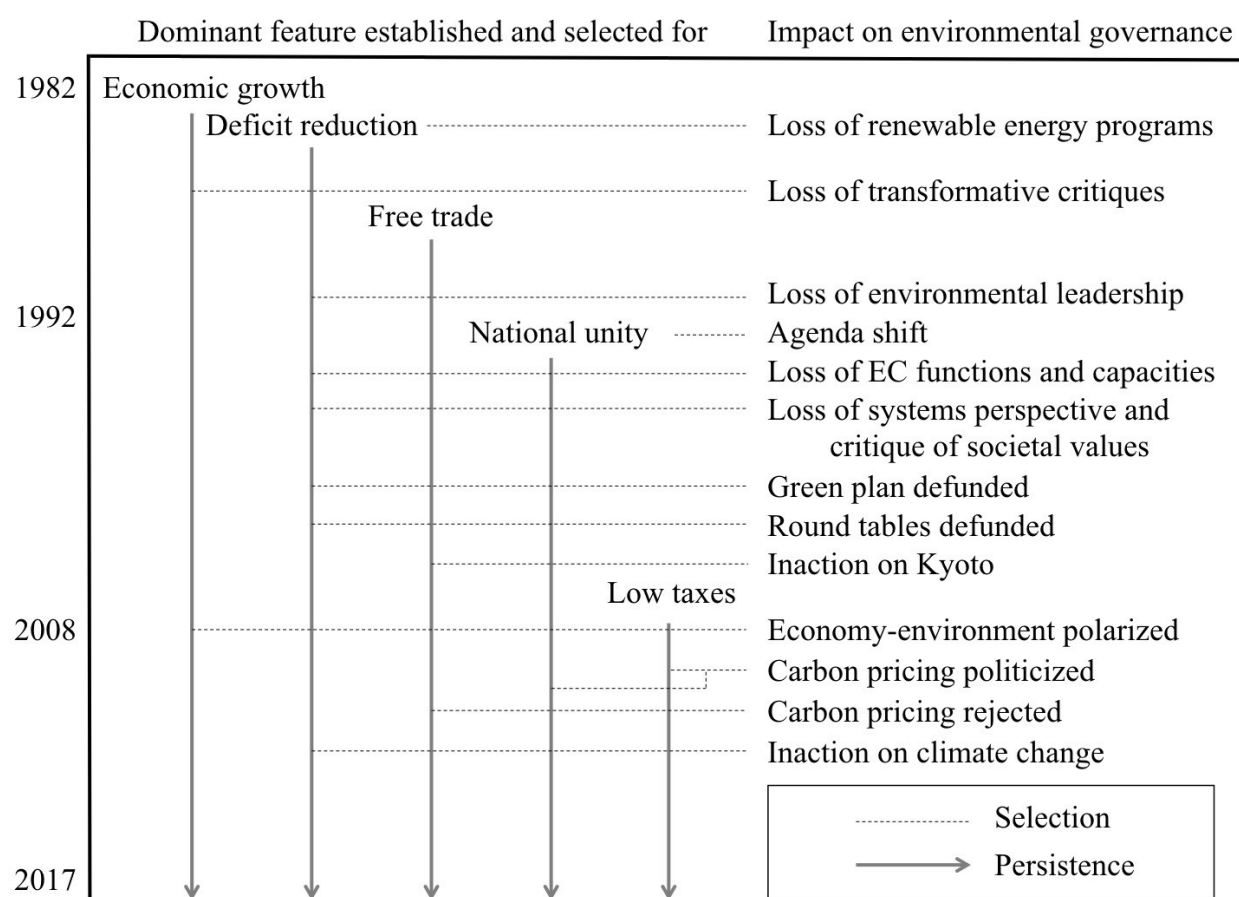 Dominant feature established and selected for Impact on environmental governance
1982 Economic growth
Deficit reduction Loss of renewable energy programs
Loss of transformative critiques
Free trade
Loss of environmental leadership
1992
National unity Agenda shift
Loss of EC functions and capacities
Loss of systems perspective and
critique of societal values
Green plan defunded
Round tables defunded
Inaction on Kyoto
Low taxes
2008 Economy-environment polarized
Carbon pricing politicized
Carbon pricing rejected
Inaction on climate change
Selection
Persistence
2017